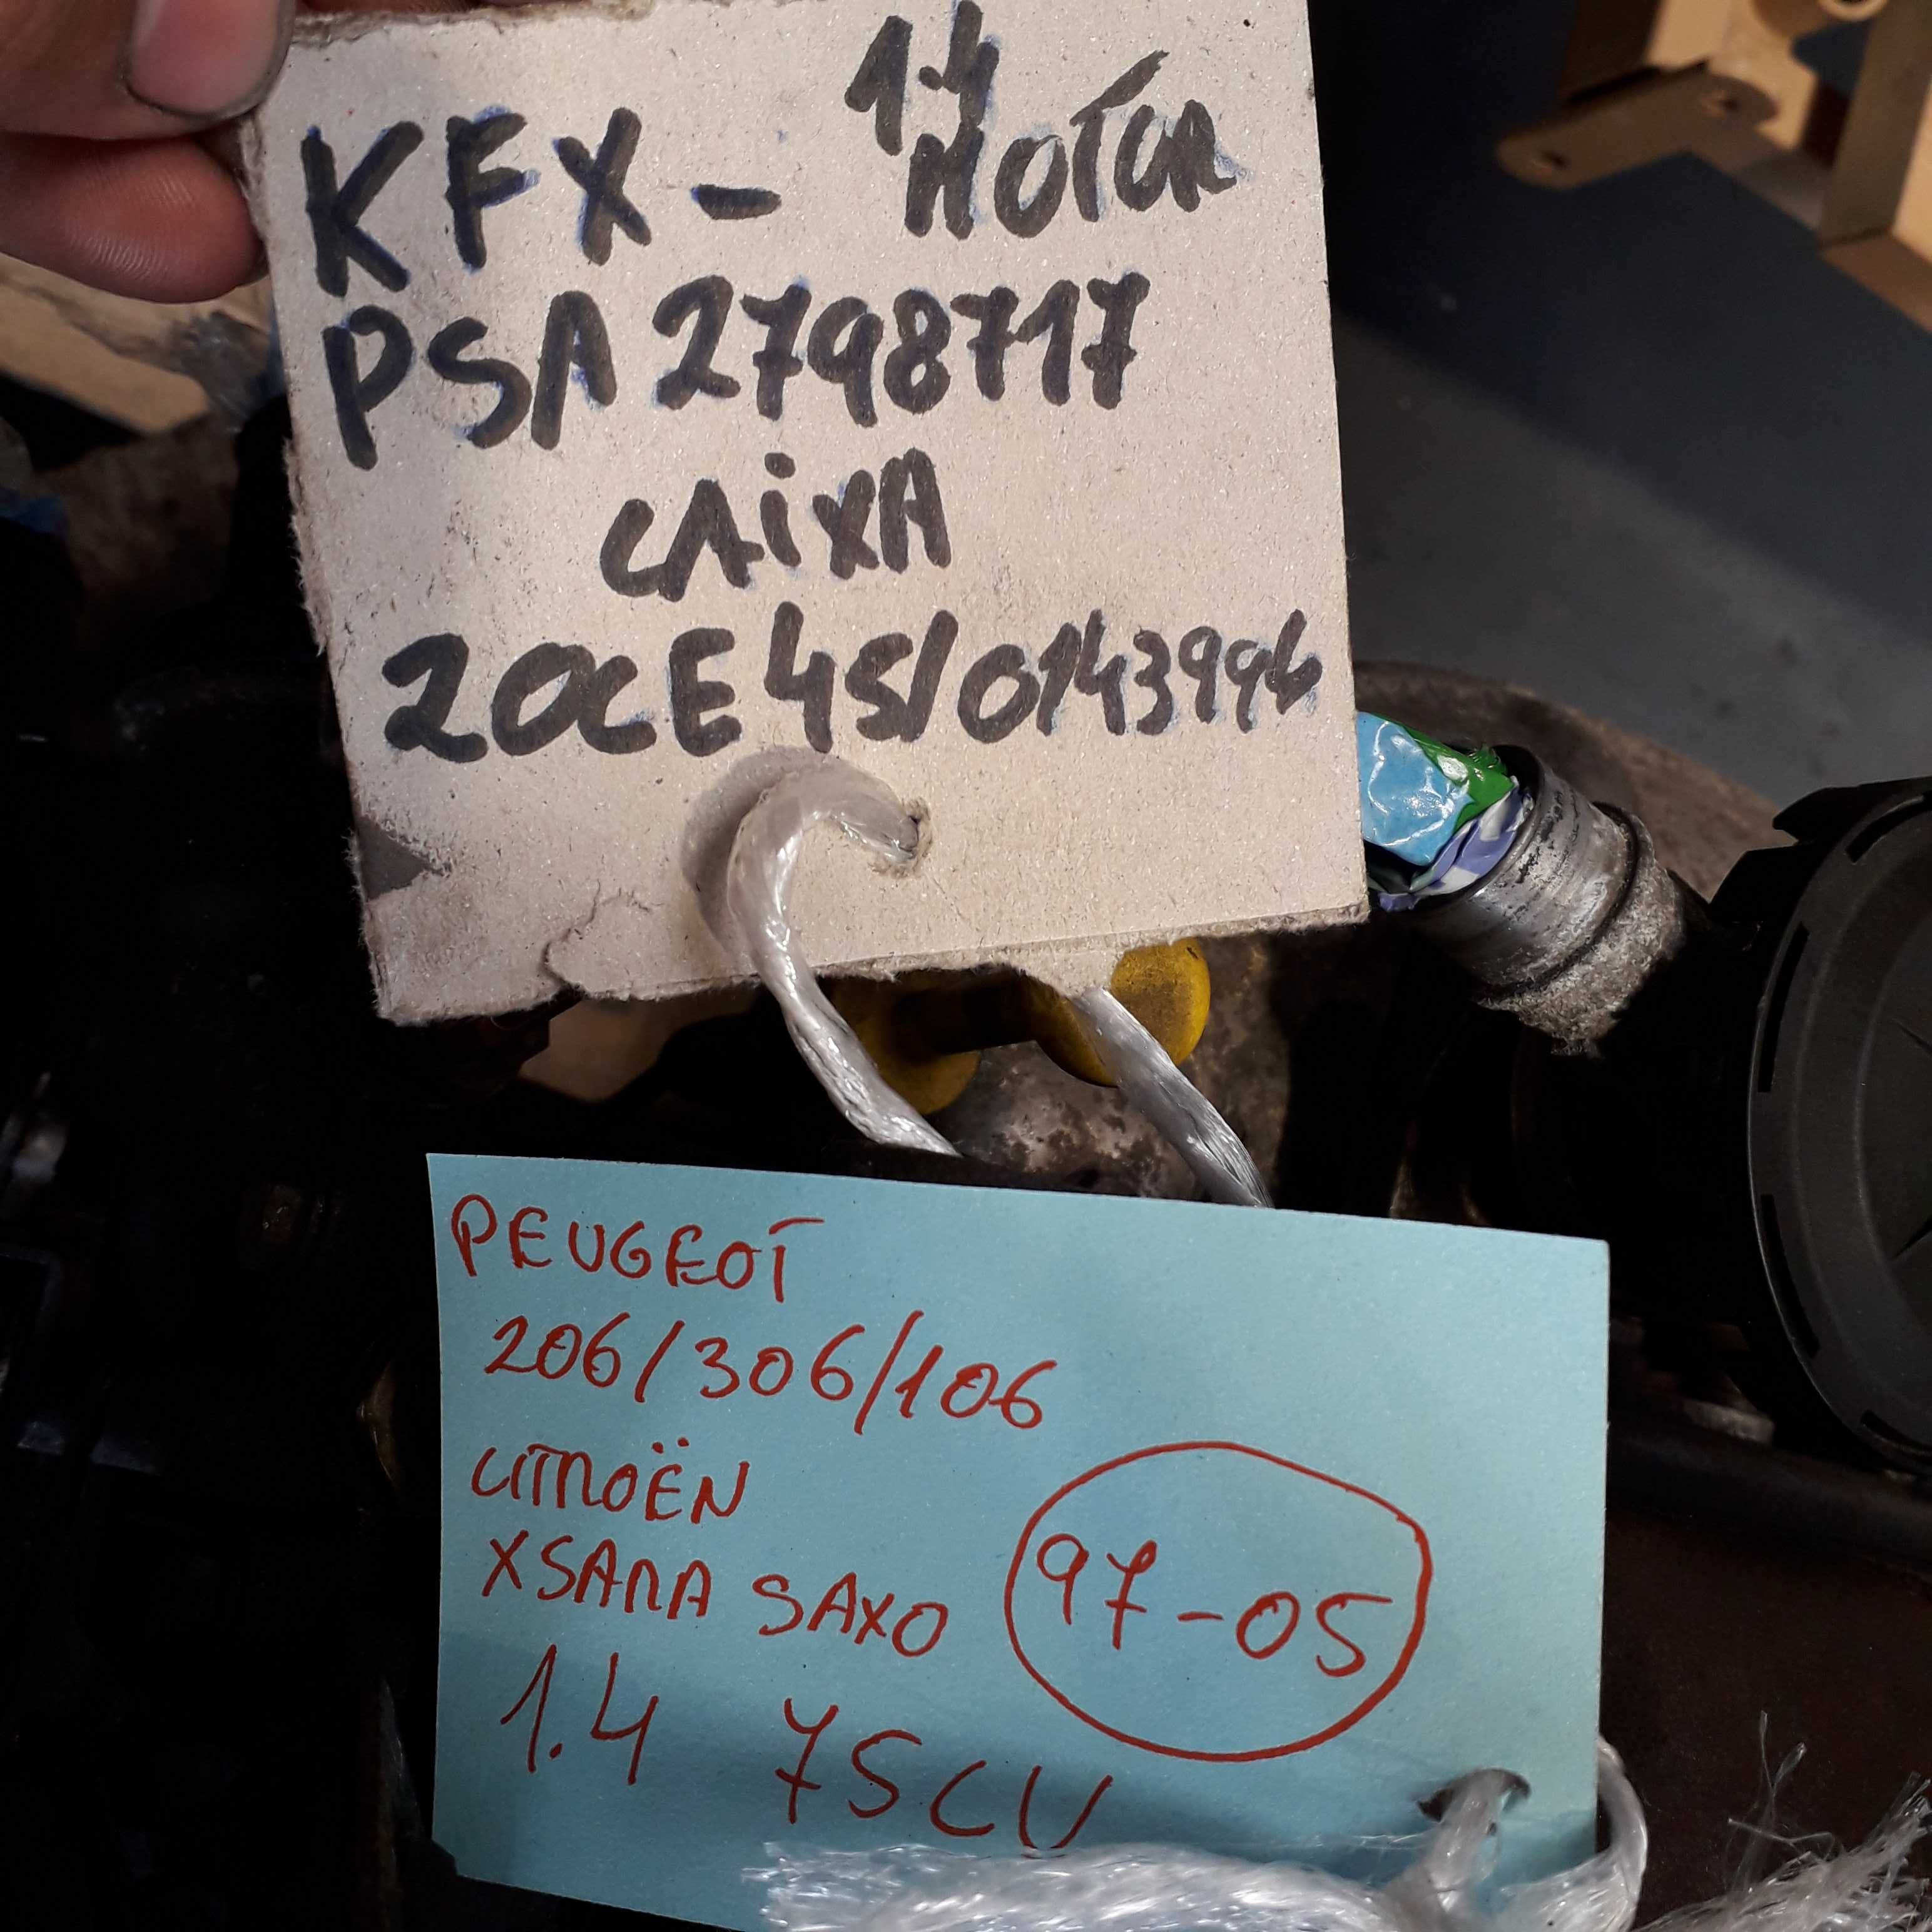 1.4
KFX - MOTOR
PSA 2798717
CAiXA
20CE45/0143994
PEUGEOT
206/306/106
CITROËN
XSARA SAXO
97-05
1.4 75CV